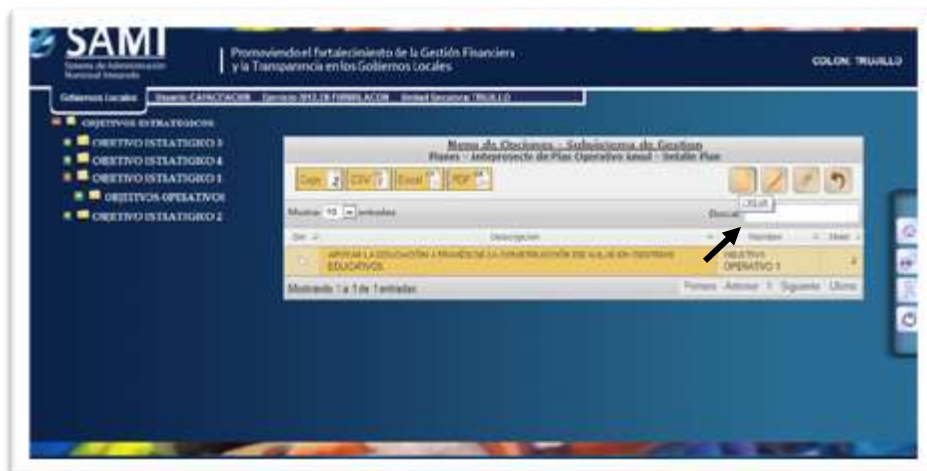 SAMI
Sistema de Administración
Municipal Integrado
Promoviendo el fortalecimiento de la Gestión Financiera
y la Transparencia en los Gobiernos Locales
COLON: TRUJILLO
Gobiernos Locales Usuario: CAPACITACION
OBJETIVOS ESTRATEGICOS
OBJETIVO ESTRATEGICO 3
OBJETIVO ESTRATEGICO 4
OBJETIVO ESTRATEGICO 1
OBJETIVOS OPERATIVOS
OBJETIVO ESTRATEGICO 2
Menu de Opciones - Subsistema de Gestion
Planes - Anteproyecto de Plan Operativo Anual - Detalle Plan
Copy CSV Excel PDF
Mostrar 10 entradas
Buscar
Descripcion Nombre Nivel
APOYAR LA EDUCACIÓN A TRAVÉS DE LA CONSTRUCCIÓN DE AULAS EN CENTROS
EDUCATIVOS
OBJETIVO
OPERATIVO 1
Mostrando 1 a 1 de 1 entradas
Primero Anterior 1 Siguiente Ultimo